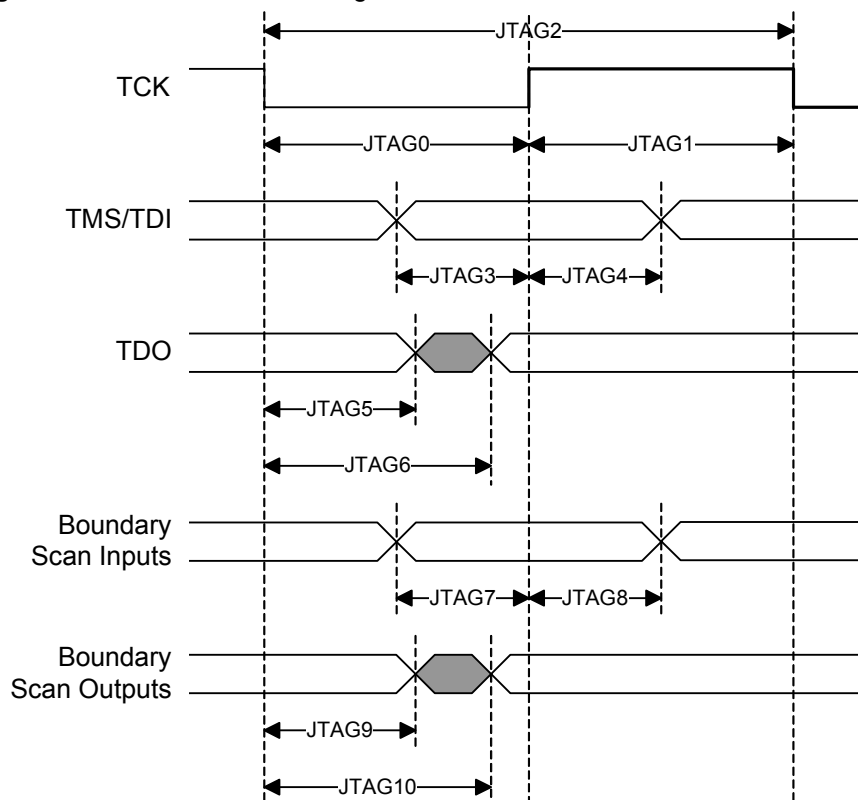 JTAG2
TCK
JTAG0
JTAG1
TMS/TDI
JTAG3
JTAG4
TDO
JTAG5
JTAG6
Boundary
Scan Inputs
JTAG7
JTAG8
Boundary
Scan Outputs
JTAG9
JTAG10